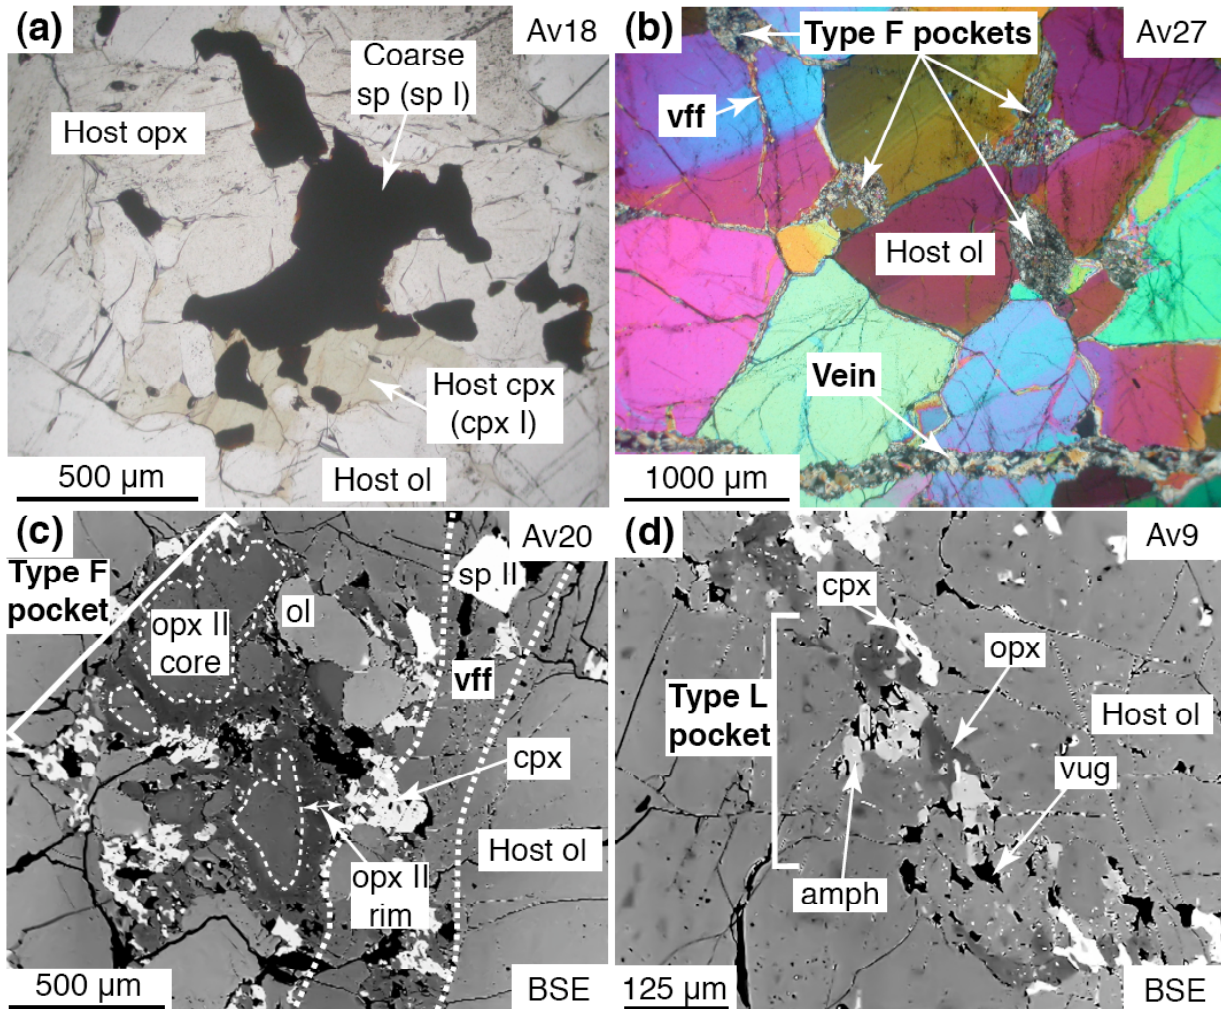 (a)
Av18
Coarse
sp (sp I)
Host opx
Host cpx
(cpx I)
Host ol
500 µm
(b)
Type F pockets
Av27
vff
Host ol
Vein
1000 µm
(c)
Av20
Type F
pocket
sp II
ol
opx II
core
vff
cpx
Host ol
opx II
rim
500 µm
BSE
(d)
Av9
cpx
opx
Type L
pocket
Host ol
vug
amph
125 µm
BSE